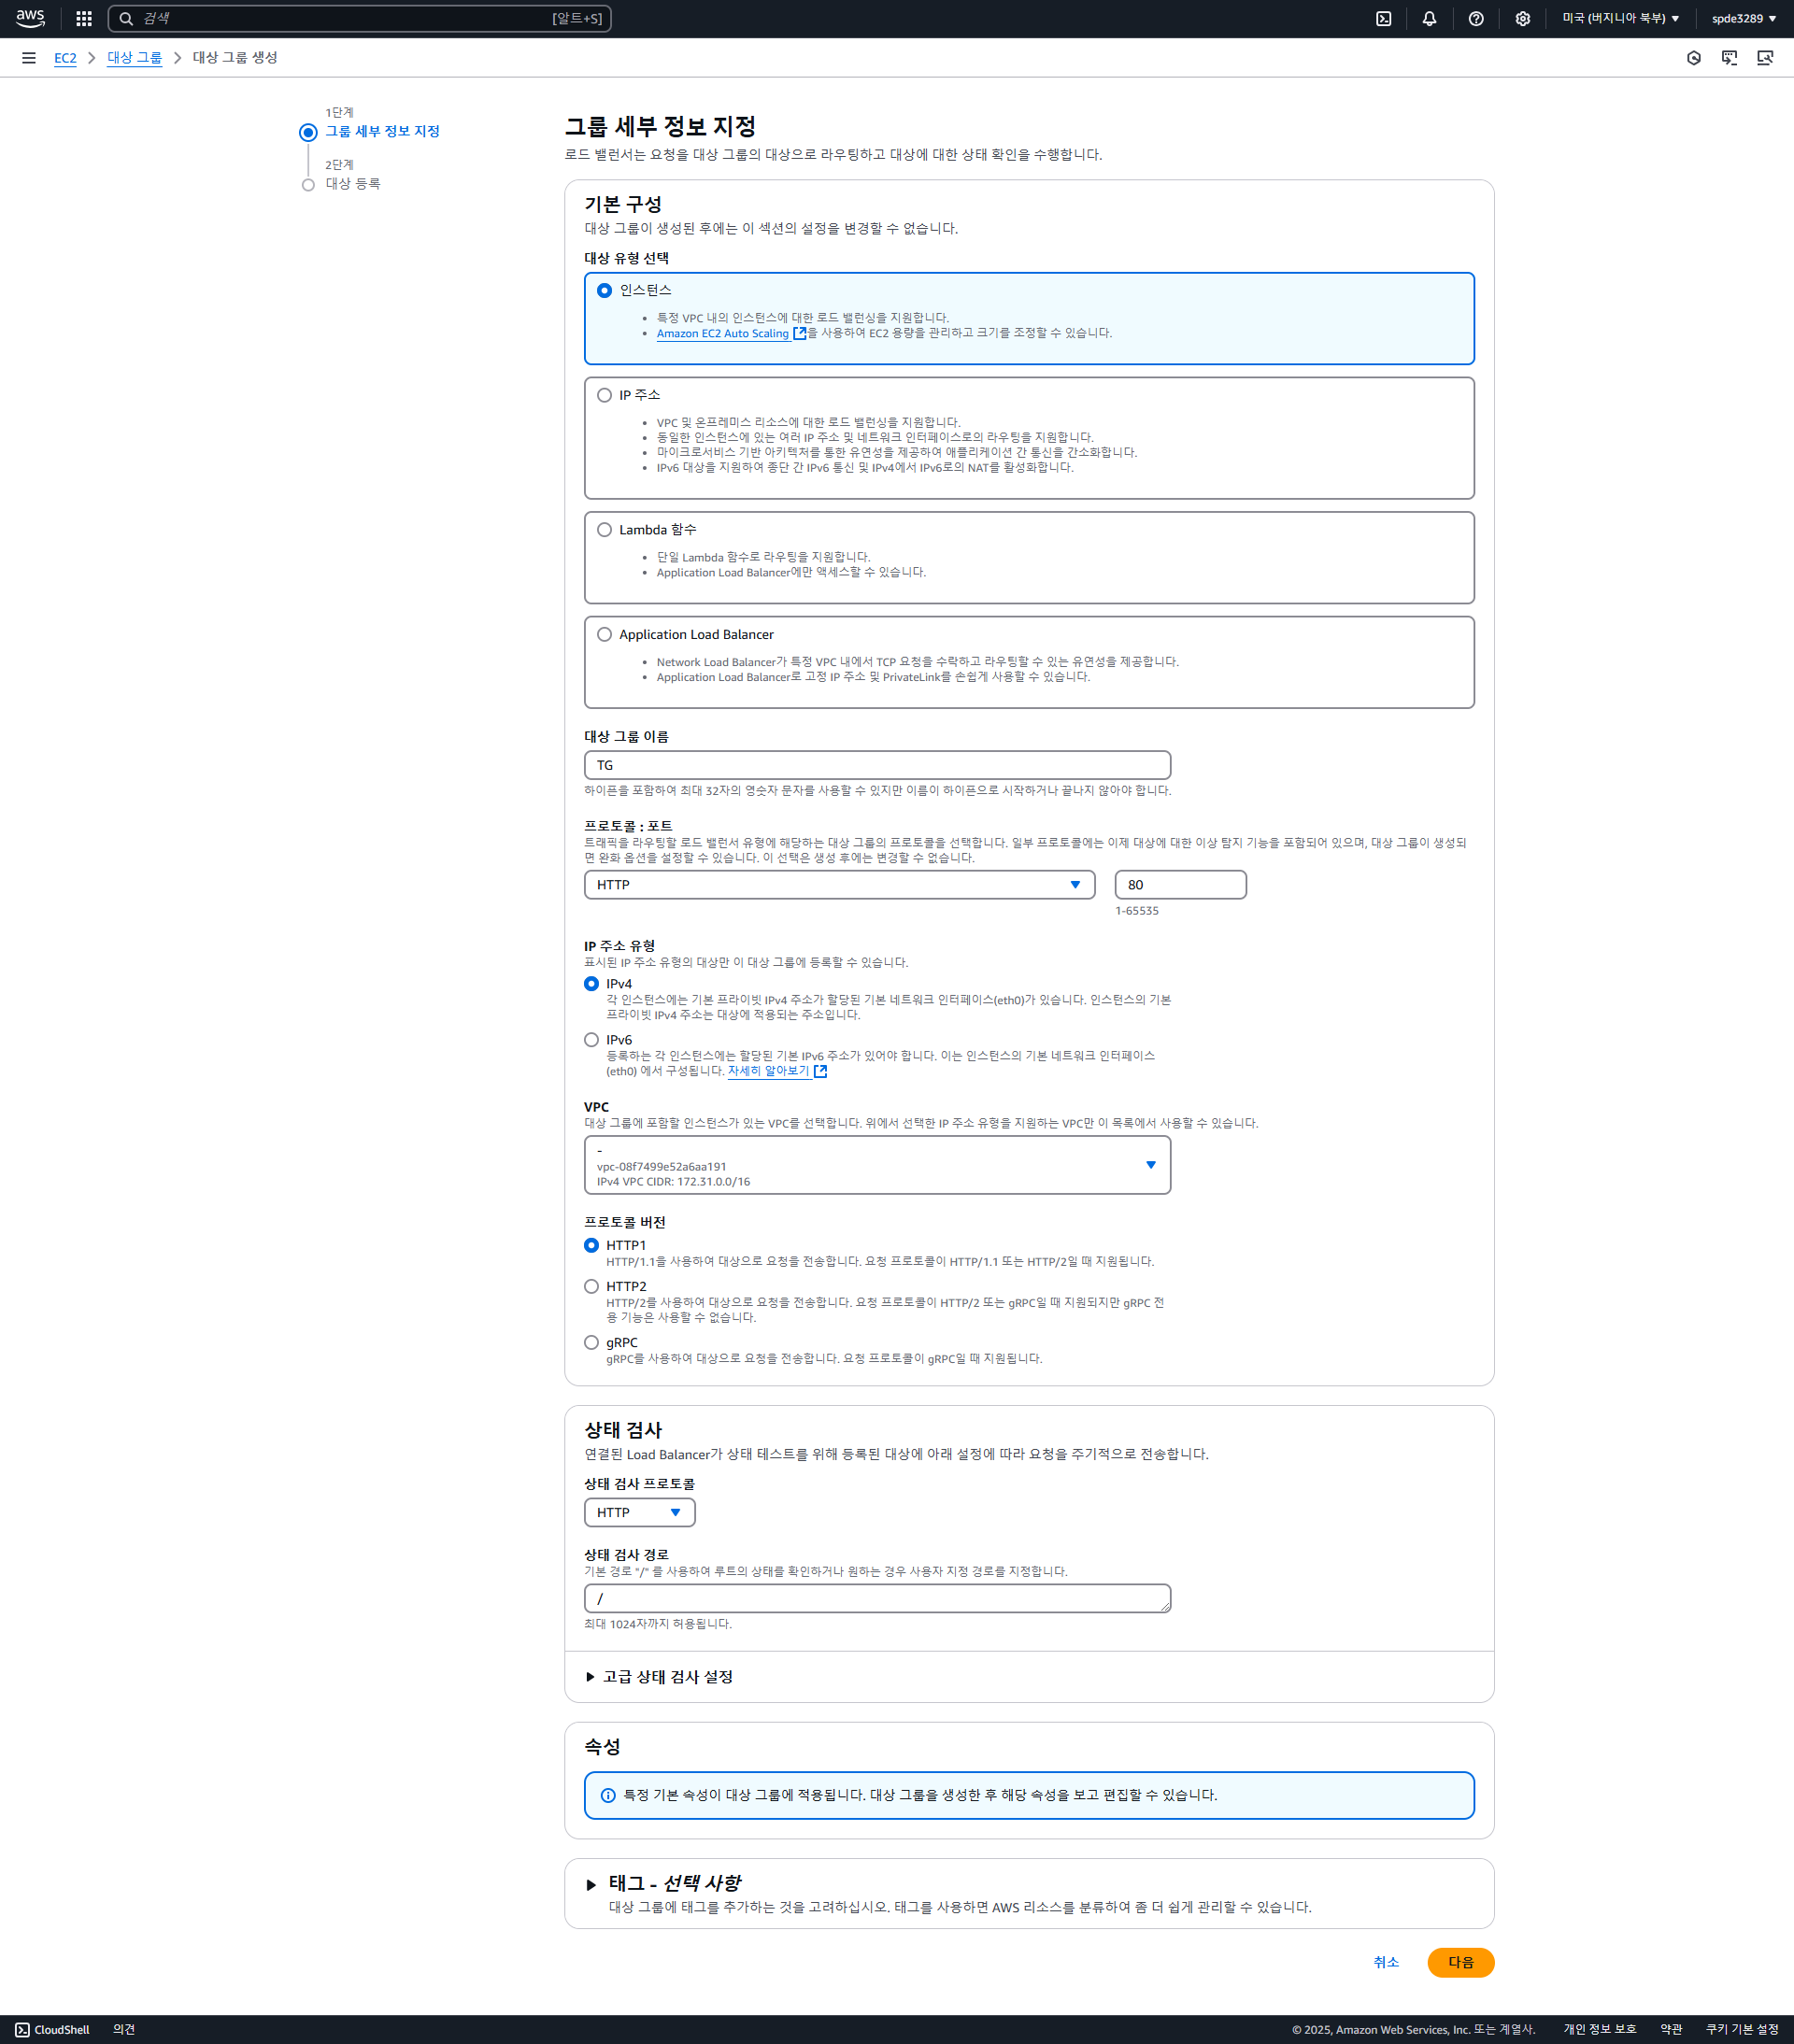 aws
검색
[알트+S]
미국 (버지니아 북부) ▼
spde3289 ▼
EC2
대상 그룹
대상 그룹 생성
1단계
그룹 세부 정보 지정
2단계
대상 등록
그룹 세부 정보 지정
로드 밸런서는 요청을 대상 그룹의 대상으로 라우팅하고 대상에 대한 상태 확인을 수행합니다.
기본 구성
대상 그룹이 생성된 후에는 이 섹션의 설정을 변경할 수 없습니다.
대상 유형 선택
인스턴스
• 특정 VPC 내의 인스턴스에 대한 로드 밸런싱을 지원합니다.
• Amazon EC2 Auto Scaling 을 사용하여 EC2 용량을 관리하고 크기를 조정할 수 있습니다.
IP 주소
• VPC 및 온프레미스 리소스에 대한 로드 밸런싱을 지원합니다.
• 동일한 인스턴스에 있는 여러 IP 주소 및 네트워크 인터페이스로의 라우팅을 지원합니다.
• 마이크로서비스 기반 아키텍처를 통한 유연성을 제공하여 애플리케이션 간 통신을 간소화합니다.
• IPv6 대상을 지원하여 종단 간 IPv6 통신 및 IPv4에서 IPv6로의 NAT를 활성화합니다.
Lambda 함수
• 단일 Lambda 함수로 라우팅을 지원합니다.
• Application Load Balancer에만 액세스할 수 있습니다.
Application Load Balancer
• Network Load Balancer가 특정 VPC 내에서 TCP 요청을 수락하고 라우팅할 수 있는 유연성을 제공합니다.
• Application Load Balancer로 고정 IP 주소 및 PrivateLink를 손쉽게 사용할 수 있습니다.
대상 그룹 이름
TG
하이픈을 포함하여 최대 32자의 영숫자 문자를 사용할 수 있지만 이름이 하이픈으로 시작하거나 끝나지 않아야 합니다.
프로토콜 : 포트
트래픽을 라우팅할 로드 밸런서 유형에 해당하는 대상 그룹의 프로토콜을 선택합니다. 일부 프로토콜에는 이제 대상에 대한 이상 탐지 기능을 포함되어 있으며, 대상 그룹이 생성되
면 완화 옵션을 설정할 수 있습니다. 이 선택은 생성 후에는 변경할 수 없습니다.
HTTP
80
1-65535
IP 주소 유형
표시된 IP 주소 유형의 대상만 이 대상 그룹에 등록할 수 있습니다.
IPv4
각 인스턴스에는 기본 프라이빗 IPv4 주소가 할당된 기본 네트워크 인터페이스(eth0)가 있습니다. 인스턴스의 기본
프라이빗 IPv4 주소는 대상에 적용되는 주소입니다.
IPv6
등록하는 각 인스턴스에는 할당된 기본 IPv6 주소가 있어야 합니다. 이는 인스턴스의 기본 네트워크 인터페이스
(eth0) 에서 구성됩니다. 자세히 알아보기
VPC
대상 그룹에 포함할 인스턴스가 있는 VPC를 선택합니다. 위에서 선택한 IP 주소 유형을 지원하는 VPC만 이 목록에서 사용할 수 있습니다.
-
vpc-08f7499e52a6aa191
IPv4 VPC CIDR: 172.31.0.0/16
프로토콜 버전
HTTP1
HTTP/1.1을 사용하여 대상으로 요청을 전송합니다. 요청 프로토콜이 HTTP/1.1 또는 HTTP/2일 때 지원됩니다.
HTTP2
HTTP/2를 사용하여 대상으로 요청을 전송합니다. 요청 프로토콜이 HTTP/2 또는 gRPC일 때 지원되지만 gRPC 전
용 기능은 사용할 수 없습니다.
gRPC
gRPC를 사용하여 대상으로 요청을 전송합니다. 요청 프로토콜이 gRPC일 때 지원됩니다.
상태 검사
연결된 Load Balancer가 상태 테스트를 위해 등록된 대상에 아래 설정에 따라 요청을 주기적으로 전송합니다.
상태 검사 프로토콜
HTTP
상태 검사 경로
기본 경로 "/" 를 사용하여 루트의 상태를 확인하거나 원하는 경우 사용자 지정 경로를 지정합니다.
/
최대 1024자까지 허용됩니다.
고급 상태 검사 설정
속성
특정 기본 속성이 대상 그룹에 적용됩니다. 대상 그룹을 생성한 후 해당 속성을 보고 편집할 수 있습니다.
태그 - 선택 사항
대상 그룹에 태그를 추가하는 것을 고려하십시오. 태그를 사용하면 AWS 리소스를 분류하여 좀 더 쉽게 관리할 수 있습니다.
취소
다음
CloudShell
의견
© 2025, Amazon Web Services, Inc. 또는 계열사.
개인 정보 보호
약관
쿠키 기본 설정